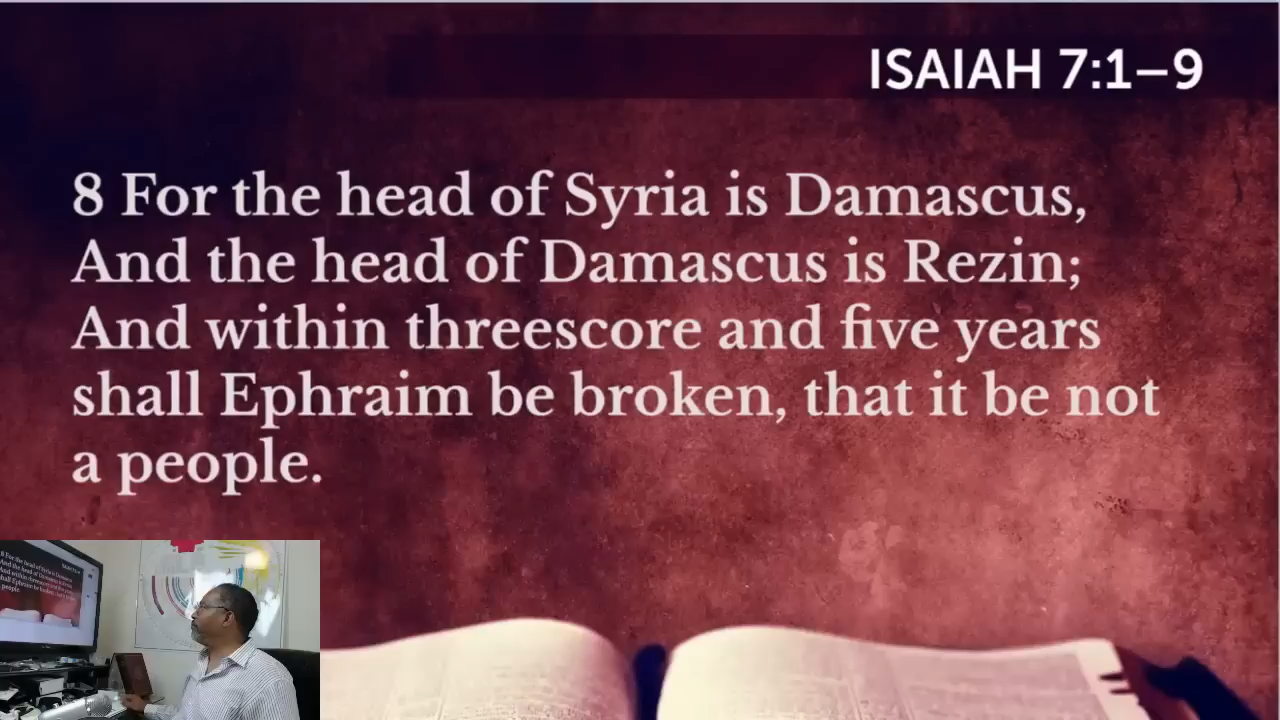 ISAIAH 7:1–9
8 For the head of Syria is Damascus,
And the head of Damascus is Rezin;
And within threescore and five years
shall Ephraim be broken, that it be not
a people.